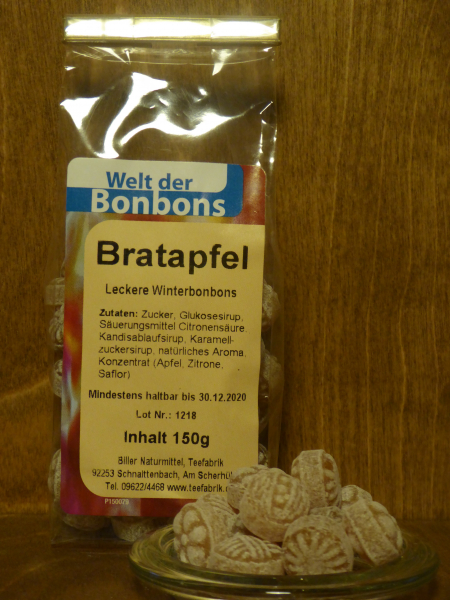 Welt der
Bonbons
Bratapfel
Leckere Winterbonbons
Zutaten: Zucker, Glukosesirup,
Säuerungsmittel Citronensäure,
Kandisablaufsirup, Karamell-
zuckersirup, natürliches Aroma,
Konzentrat (Apfel, Zitrone,
Saflor)
Mindestens haltbar bis 30.12.2020
Lot Nr.: 1218
Inhalt 150g
Biller Naturmittel, Teefabrik
92253 Schnaittenbach, Am
Tel. 09622/4468 www.teefabrik.
P150079